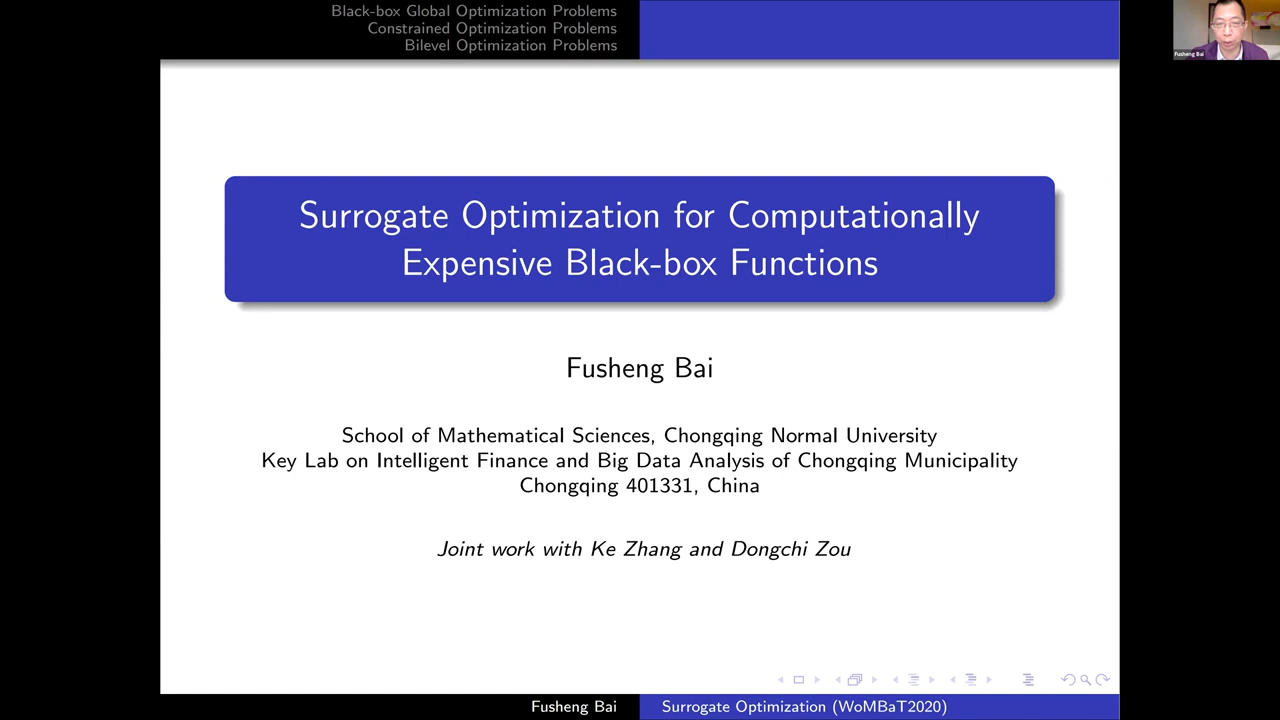 Black-box Global Optimization Problems
Constrained Optimization Problems
Bilevel Optimization Problems
Fusheng Bai
Surrogate Optimization for Computationally
Expensive Black-box Functions
Fusheng Bai
School of Mathematical Sciences, Chongqing Normal University
Key Lab on Intelligent Finance and Big Data Analysis of Chongqing Municipality
Chongqing 401331, China
Joint work with Ke Zhang and Dongchi Zou
Fusheng Bai
Surrogate Optimization (WoMBaT2020)